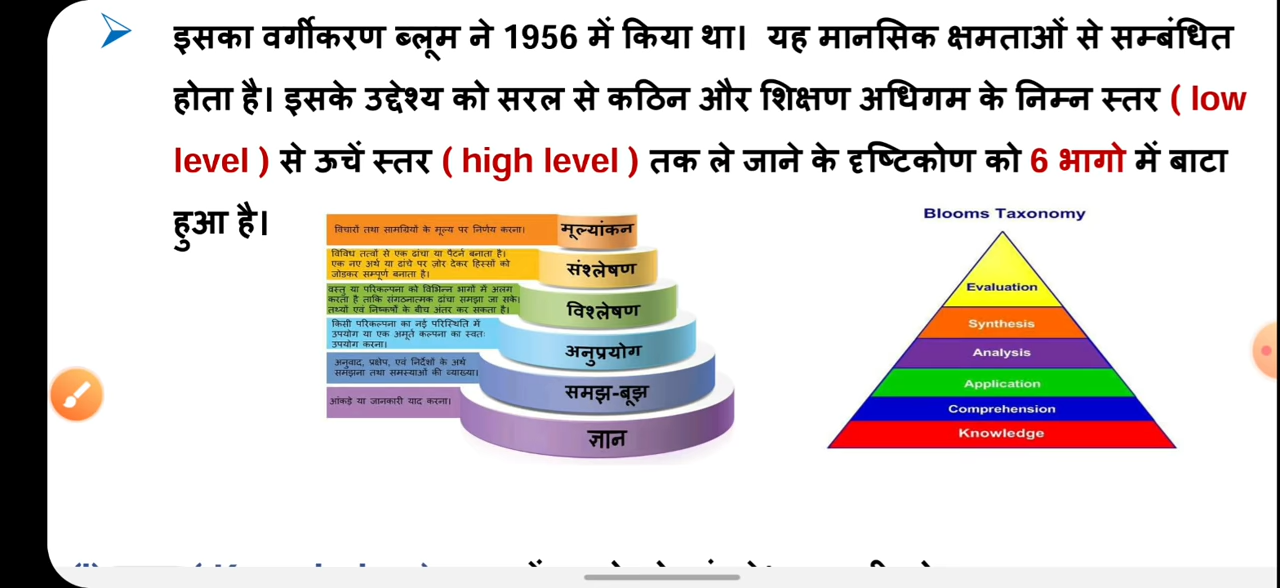 इसका वर्गीकरण ब्लूम ने 1956 में किया था। यह मानसिक क्षमताओं से सम्बंधित
होता है। इसके उद्देश्य को सरल से कठिन और शिक्षण अधिगम के निम्न स्तर ( low
level ) से ऊचें स्तर ( high level ) तक ले जाने के दृष्टिकोण को 6 भागो में बाटा
हुआ है।
विचारों तथा सामग्रियों के मूल्य पर निर्णय करना।
मूल्यांकन
विविध तत्वों से एक ढांचा या पैटर्न बनाता है।
एक नए अर्थ या ढांचे पर जोर देकर हिस्सों को
जोडकर सम्पूर्ण बनाता है।
संश्लेषण
वस्तु या परिकल्पना को विभिन्न भागों में अलग
करता है ताकि संगठनात्मक ढांचा समझा जा सके।
तथ्यों एवं निष्कर्षों के बीच अंतर कर सकता है।
विश्लेषण
किसी परिकल्पना का नई परिस्थिति में
उपयोग या एक अमूर्त कल्पना का स्वतः
उपयोग करना।
अनुप्रयोग
अनुवाद, प्रक्षेप, एवं निर्देशों के अर्थ
समझना तथा समस्याओं की व्याख्या।
समझ-बूझ
आंकड़े या जानकारी याद करना।
ज्ञान
Blooms Taxonomy
Evaluation
Synthesis
Analysis
Application
Comprehension
Knowledge